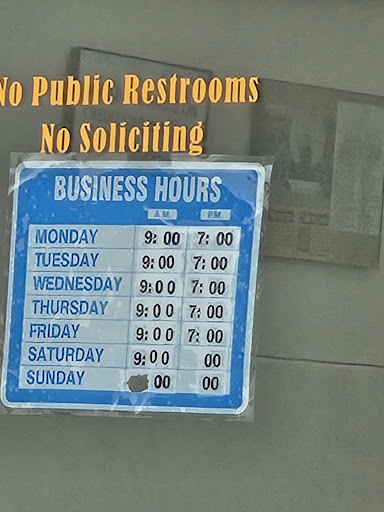 No Public Restrooms
No Soliciting
BUSINESS HOURS
A.M. P.M.
MONDAY 9:00 7:00
TUESDAY 9:00 7:00
WEDNESDAY 9:00 7:00
THURSDAY 9:00 7:00
FRIDAY 9:00 7:00
SATURDAY 9:00 00
SUNDAY 00 00